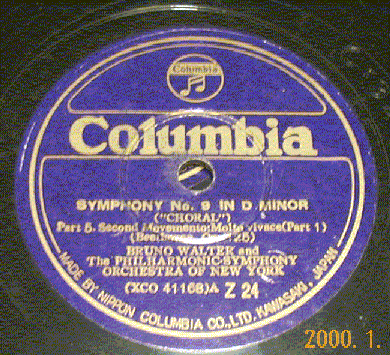 Columbia
Columbia
SYMPHONY No. 9 IN D MINOR
("CHORAL")
Part 5. Second Movement: Molto vivace (Part 1)
BRUNO WALTER and
The PHILHARMONIC-SYMPHONY
ORCHESTRA OF NEW YORK
(XCO 41168)A Z 24
MADE BY NIPPON COLUMBIA CO., LTD. KAWASAKI, JAPAN
2000. 1.